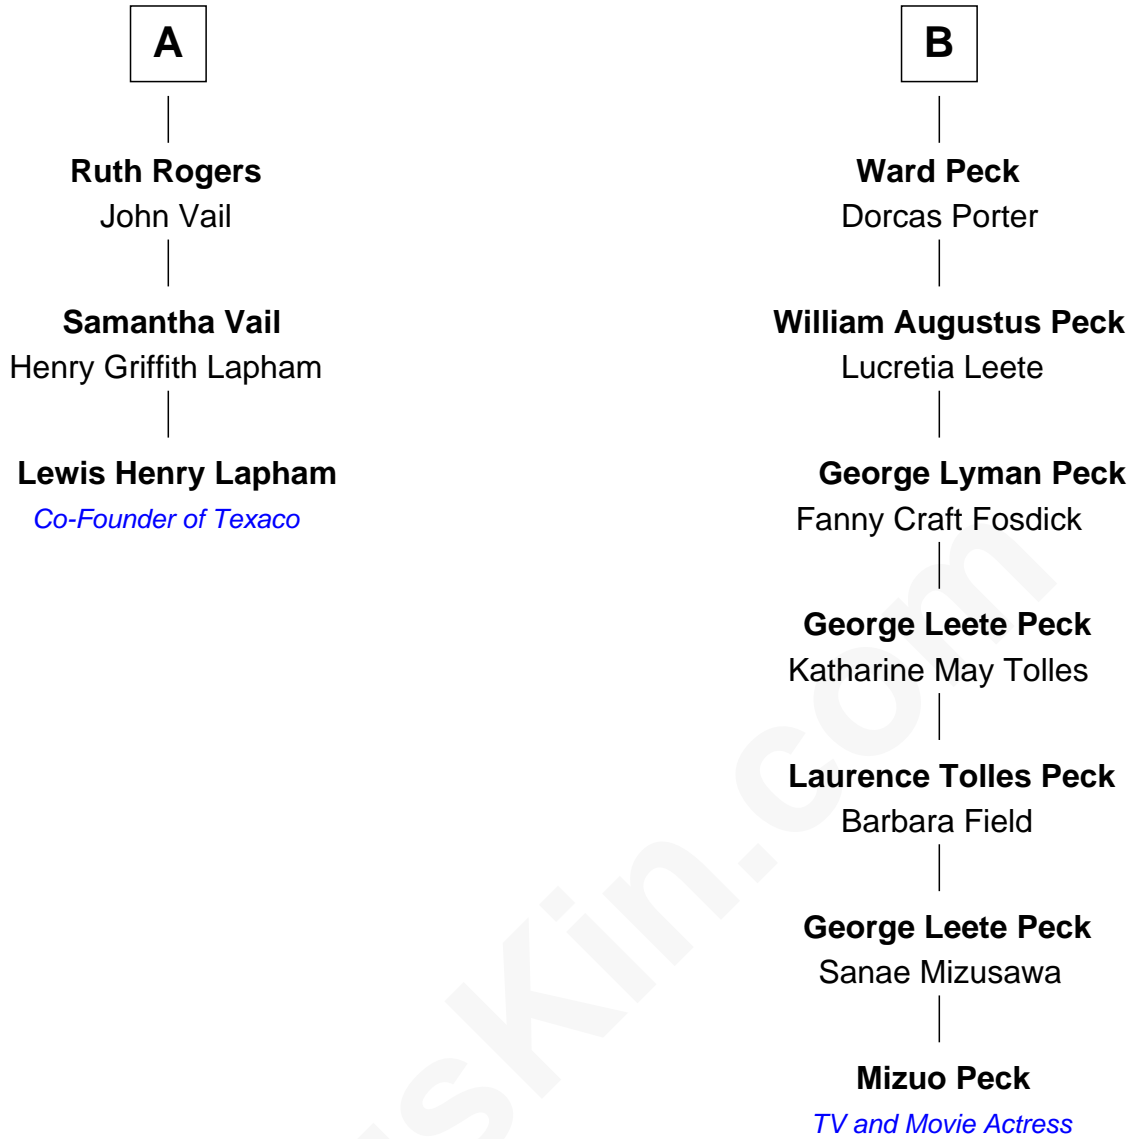 A
Ruth Rogers
John Vail
Samantha Vail
Henry Griffith Lapham
Lewis Henry Lapham
Co-Founder of Texaco
B
Ward Peck
Dorcas Porter
William Augustus Peck
Lucretia Leete
George Lyman Peck
Fanny Craft Fosdick
George Leete Peck
Katharine May Tolles
Laurence Tolles Peck
Barbara Field
George Leete Peck
Sanae Mizusawa
Mizuo Peck
TV and Movie Actress
sKin.com